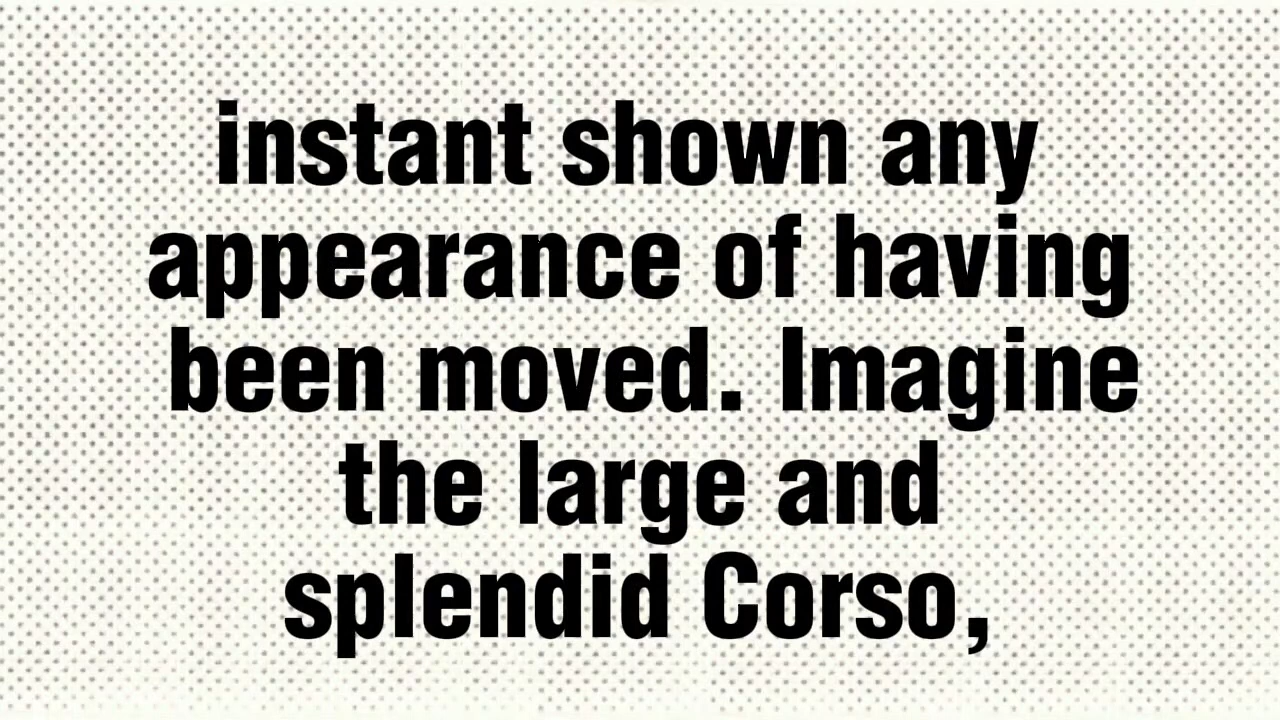 instant shown any
appearance of having
been moved. Imagine
the large and
splendid Corso,